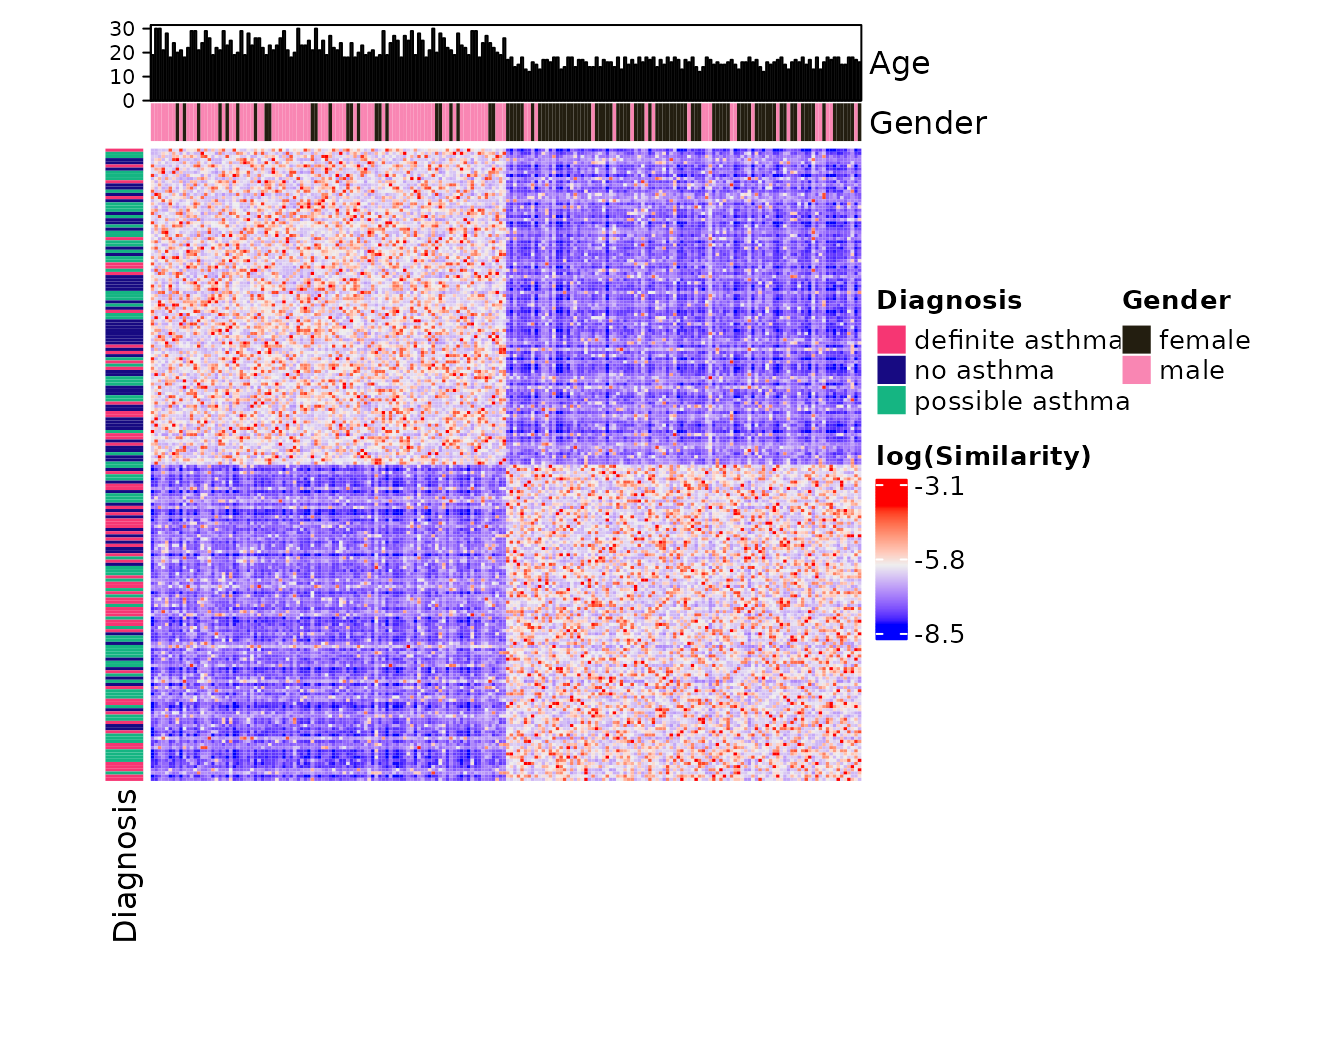 30
20
10
0
Age
Gender
Diagnosis
definite asthma
no asthma
possible asthma
Gender
female
male
log(Similarity)
-3.1
-5.8
-8.5
Diagnosis